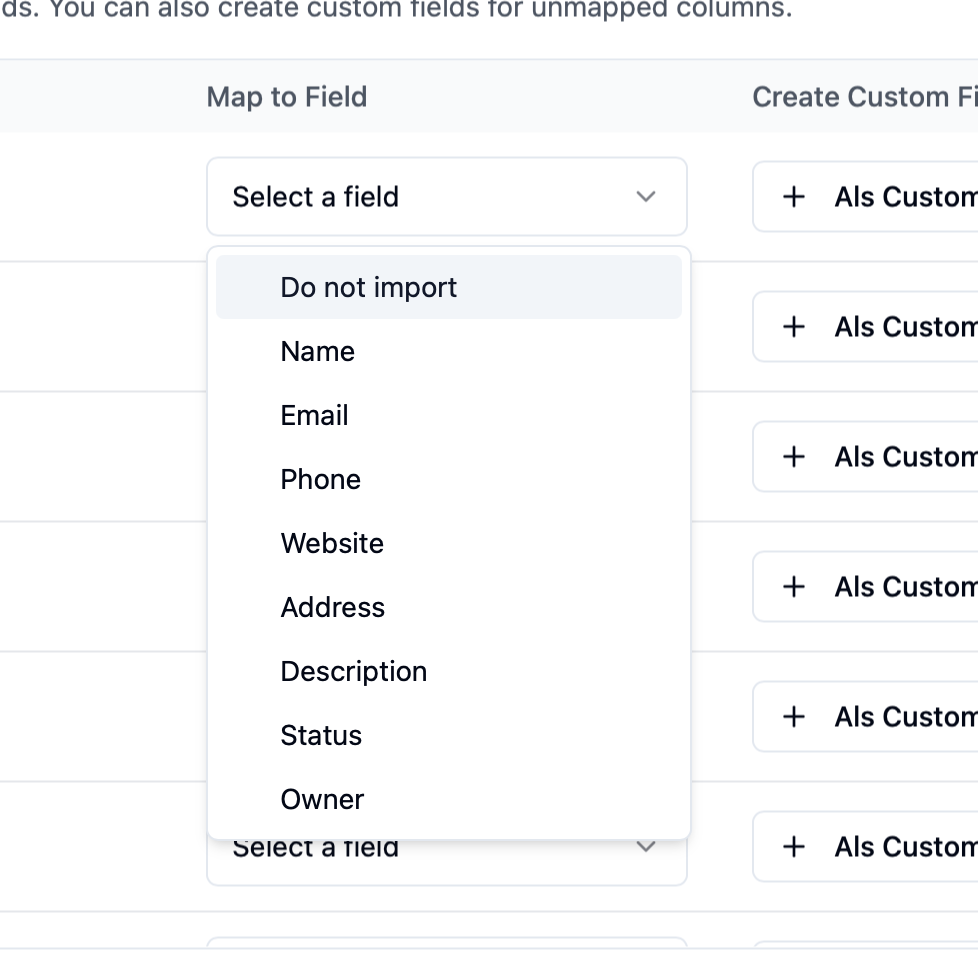 ds. You can also create custom fields for unmapped columns.
Map to Field
Create Custom Fi
Select a field
+ Als Custom
Do not import
Name
+ Als Custom
Email
Phone
+ Als Custom
Website
Address
+ Als Custom
Description
Status
+ Als Custom
Owner
Select a field
+ Als Custom